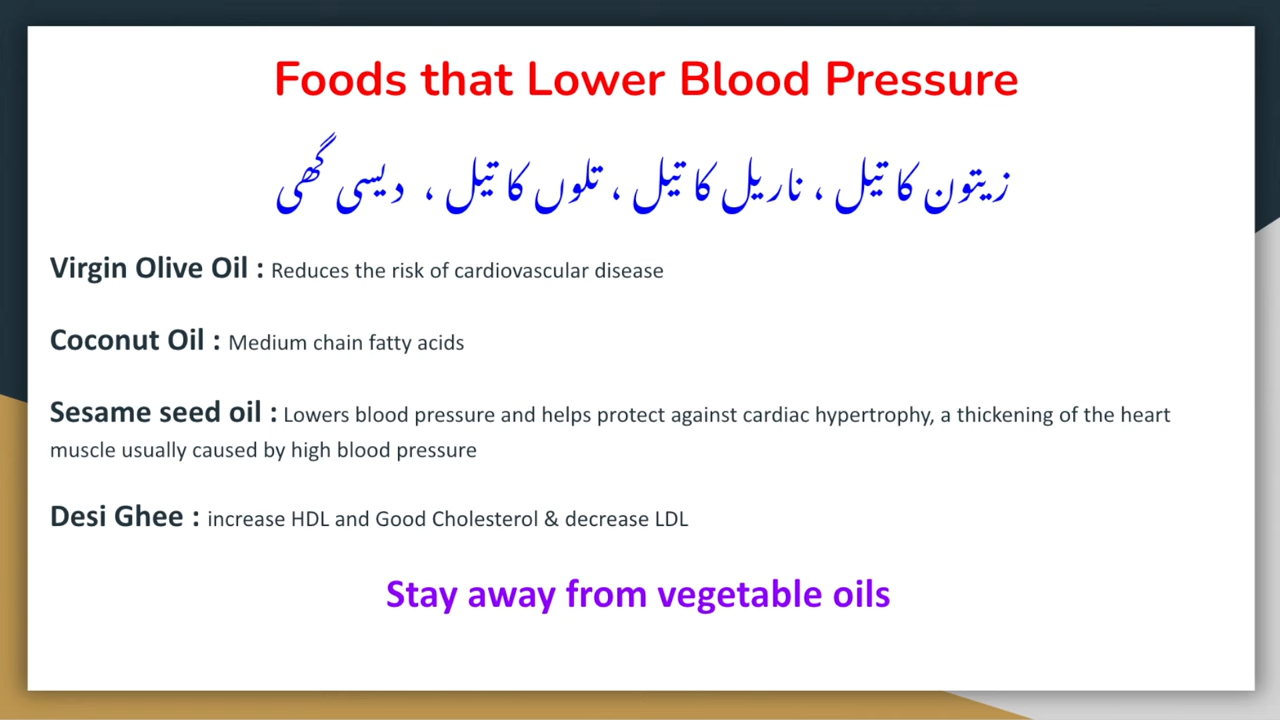 Foods that Lower Blood Pressure
زیتون کا تیل ، ناریل کا تیل ، تلوں کا تیل ، دیسی گھی
Virgin Olive Oil : Reduces the risk of cardiovascular disease
Coconut Oil : Medium chain fatty acids
Sesame seed oil : Lowers blood pressure and helps protect against cardiac hypertrophy, a thickening of the heart
muscle usually caused by high blood pressure
Desi Ghee : increase HDL and Good Cholesterol & decrease LDL
Stay away from vegetable oils